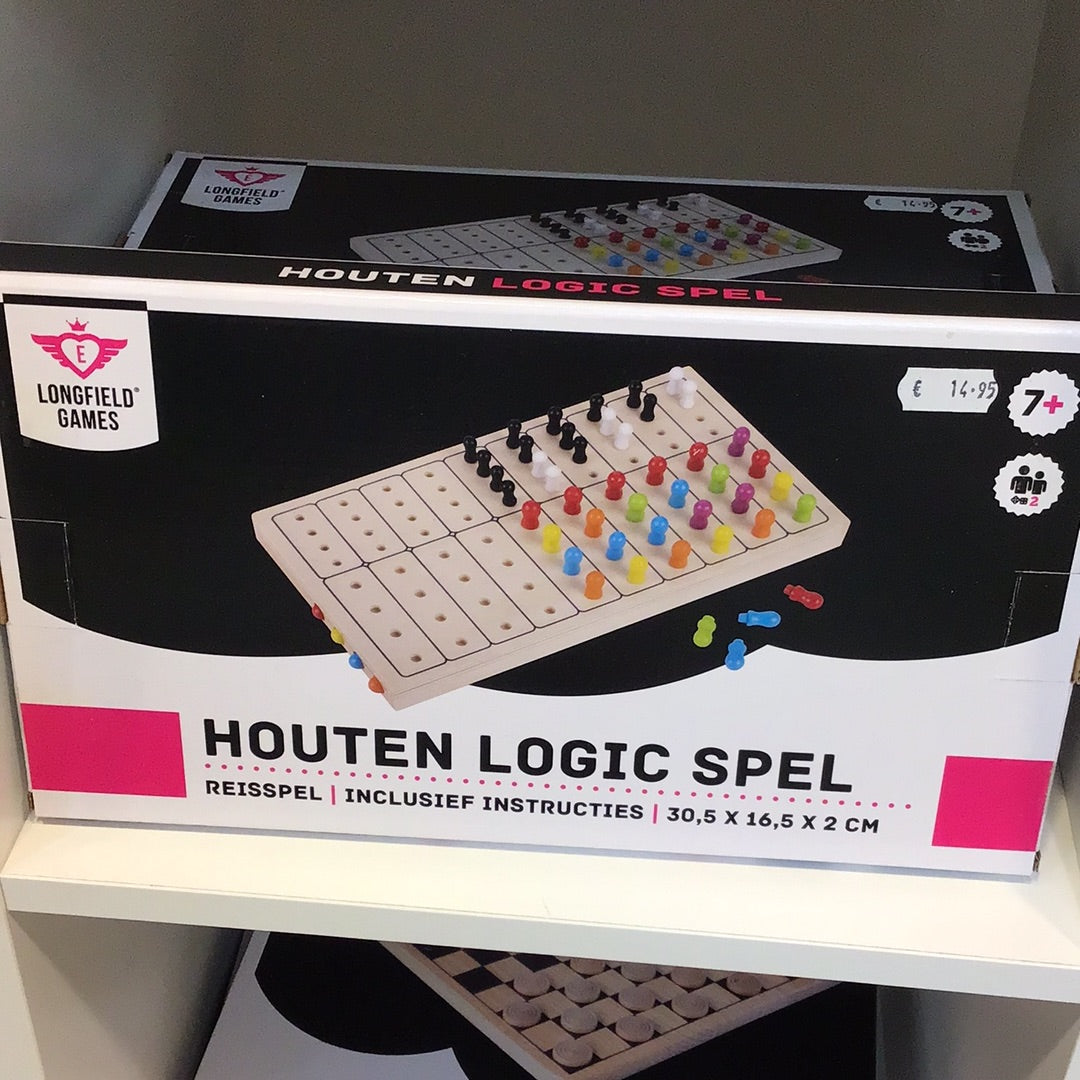 LONGFIELD®
GAMES
€ 14.95
7+
HOUTEN LOGIC SPEL
E
LONGFIELD®
GAMES
€ 14.95
7+
2
HOUTEN LOGIC SPEL
REISSPEL | INCLUSIEF INSTRUCTIES | 30,5 X 16,5 X 2 CM